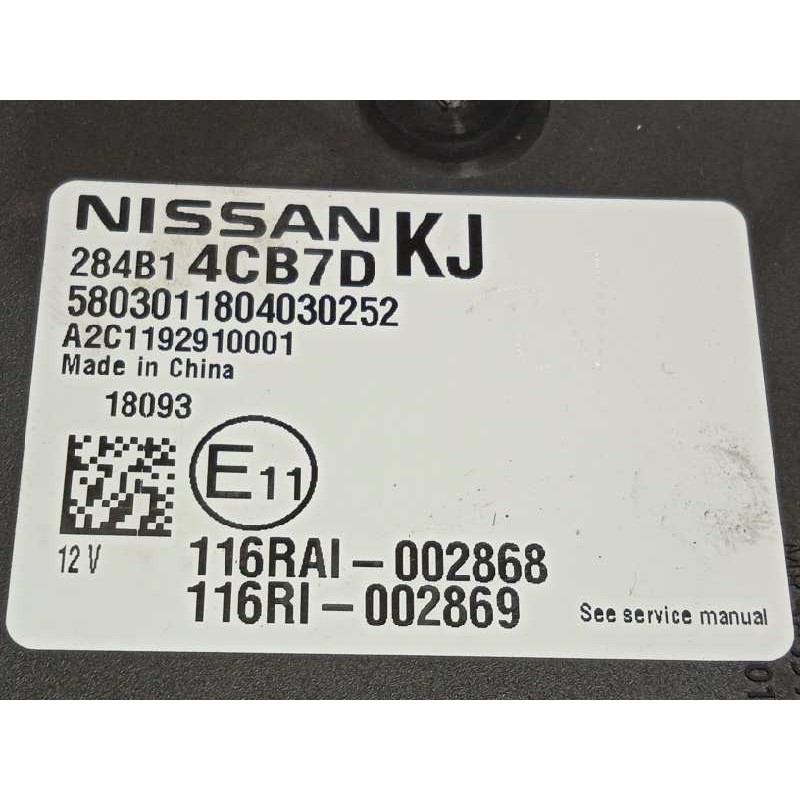 NISSAN KJ
284B1 4CB7D
5803011804030252
A2C1192910001
Made in China
18093
E11
12 V
116RAI-002868
116RI-002869
See service manual